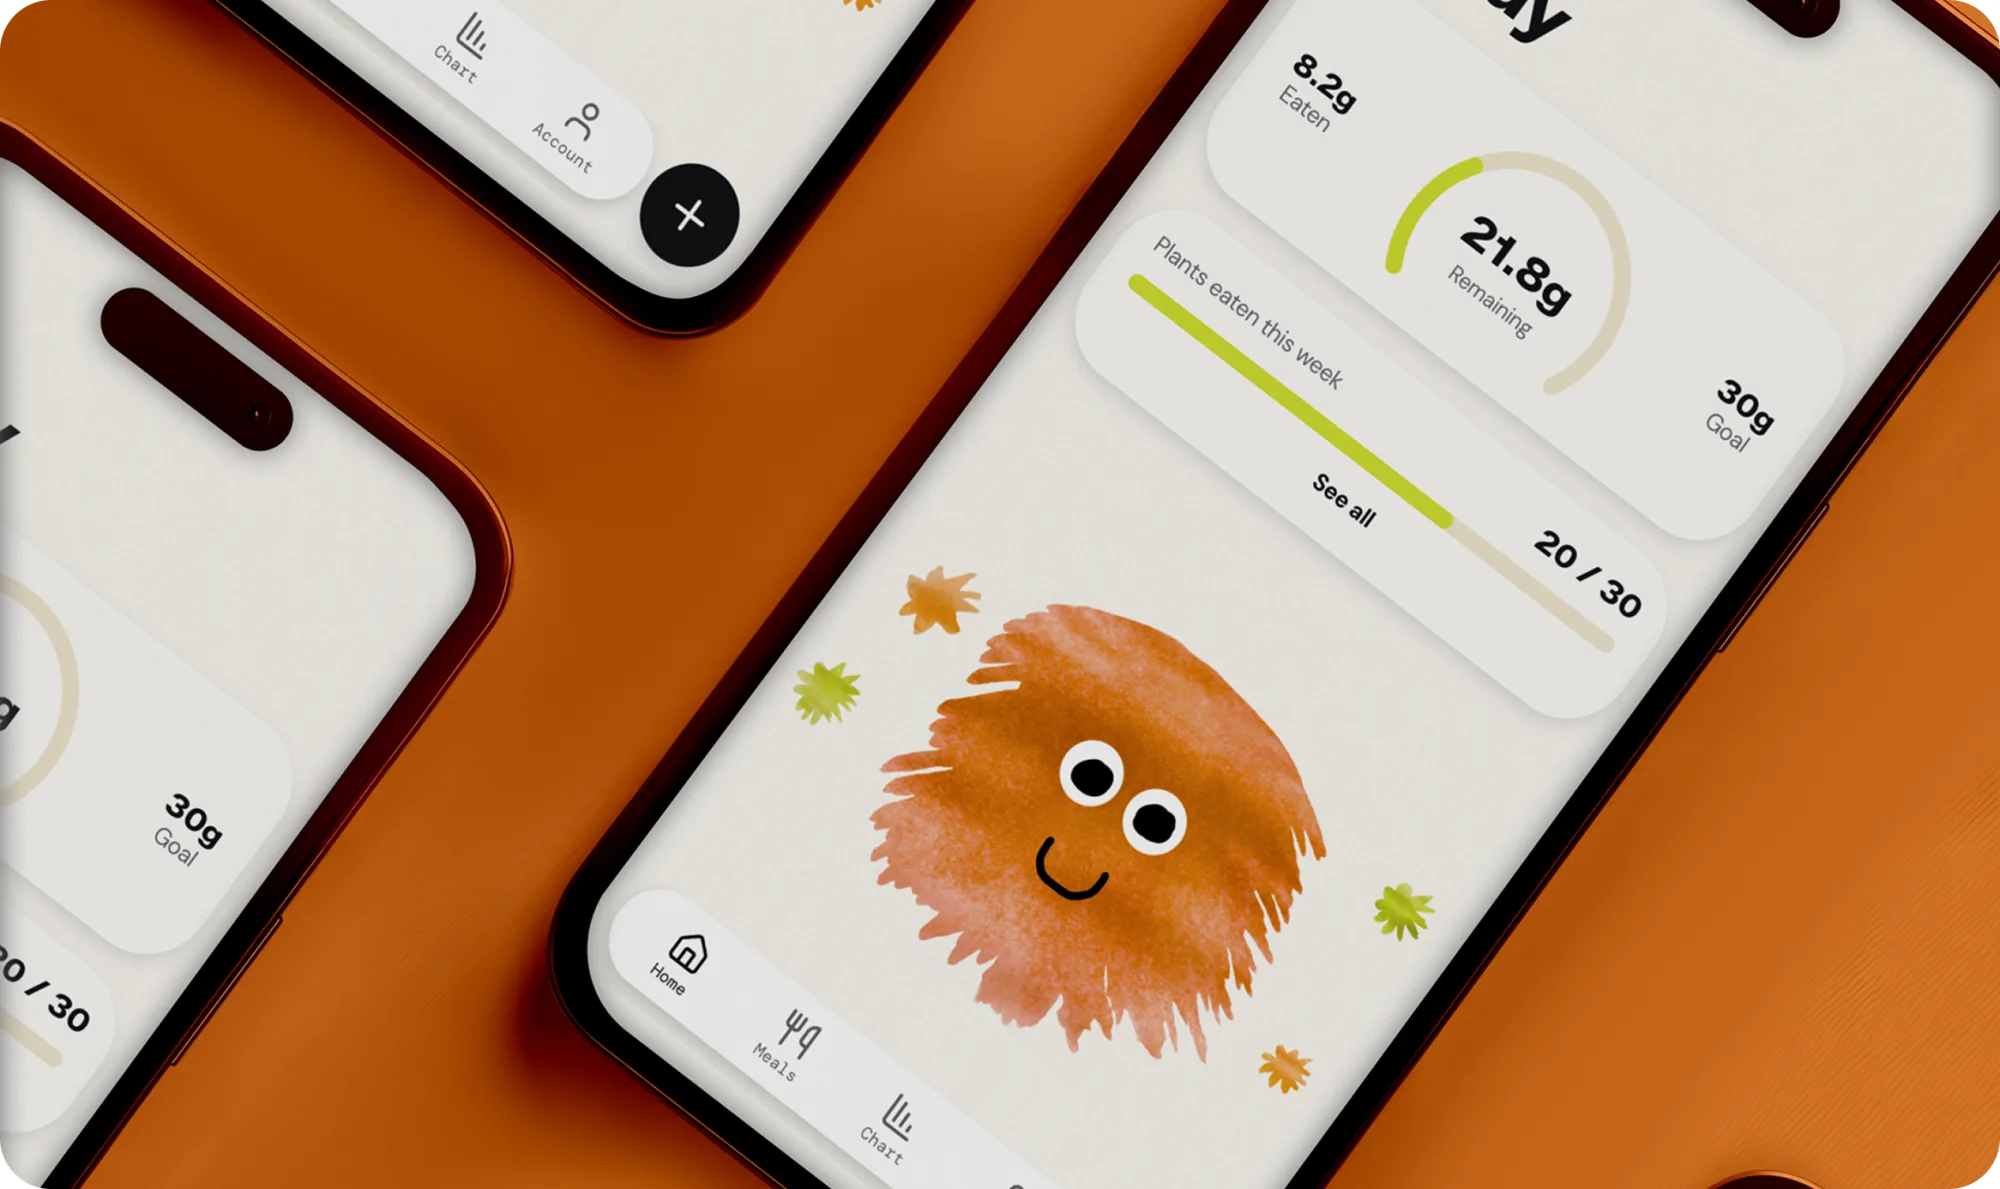 Chart
Account
8.2g
Eaten
21.8g
Remaining
30g
Goal
Plants eaten this week
20 / 30
See all
Home
Meals
Chart
30g
Goal
/ 30